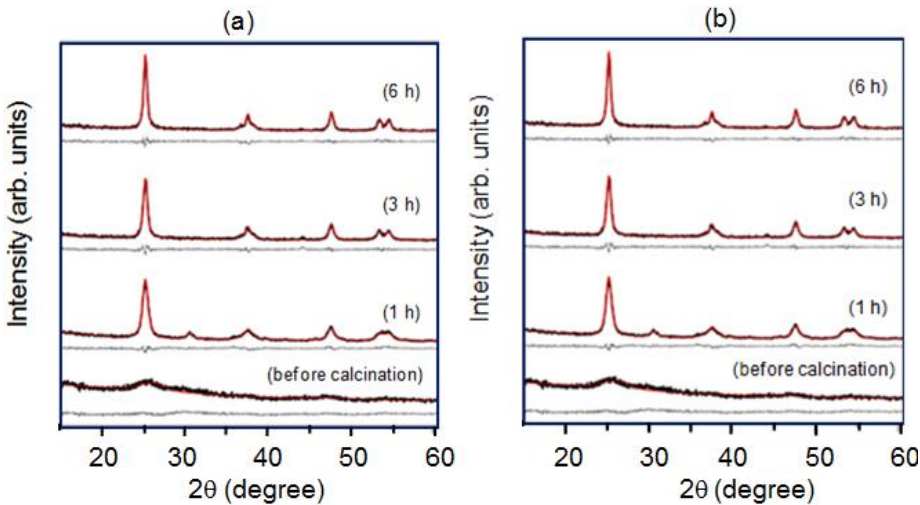 (a)
Intensity (arb. units)
(6 h)
(3 h)
(1 h)
(before calcination)
20 30 40 50 60
2θ (degree)
(b)
Intensity (arb. units)
(6 h)
(3 h)
(1 h)
(before calcination)
20 30 40 50 60
2θ (degree)